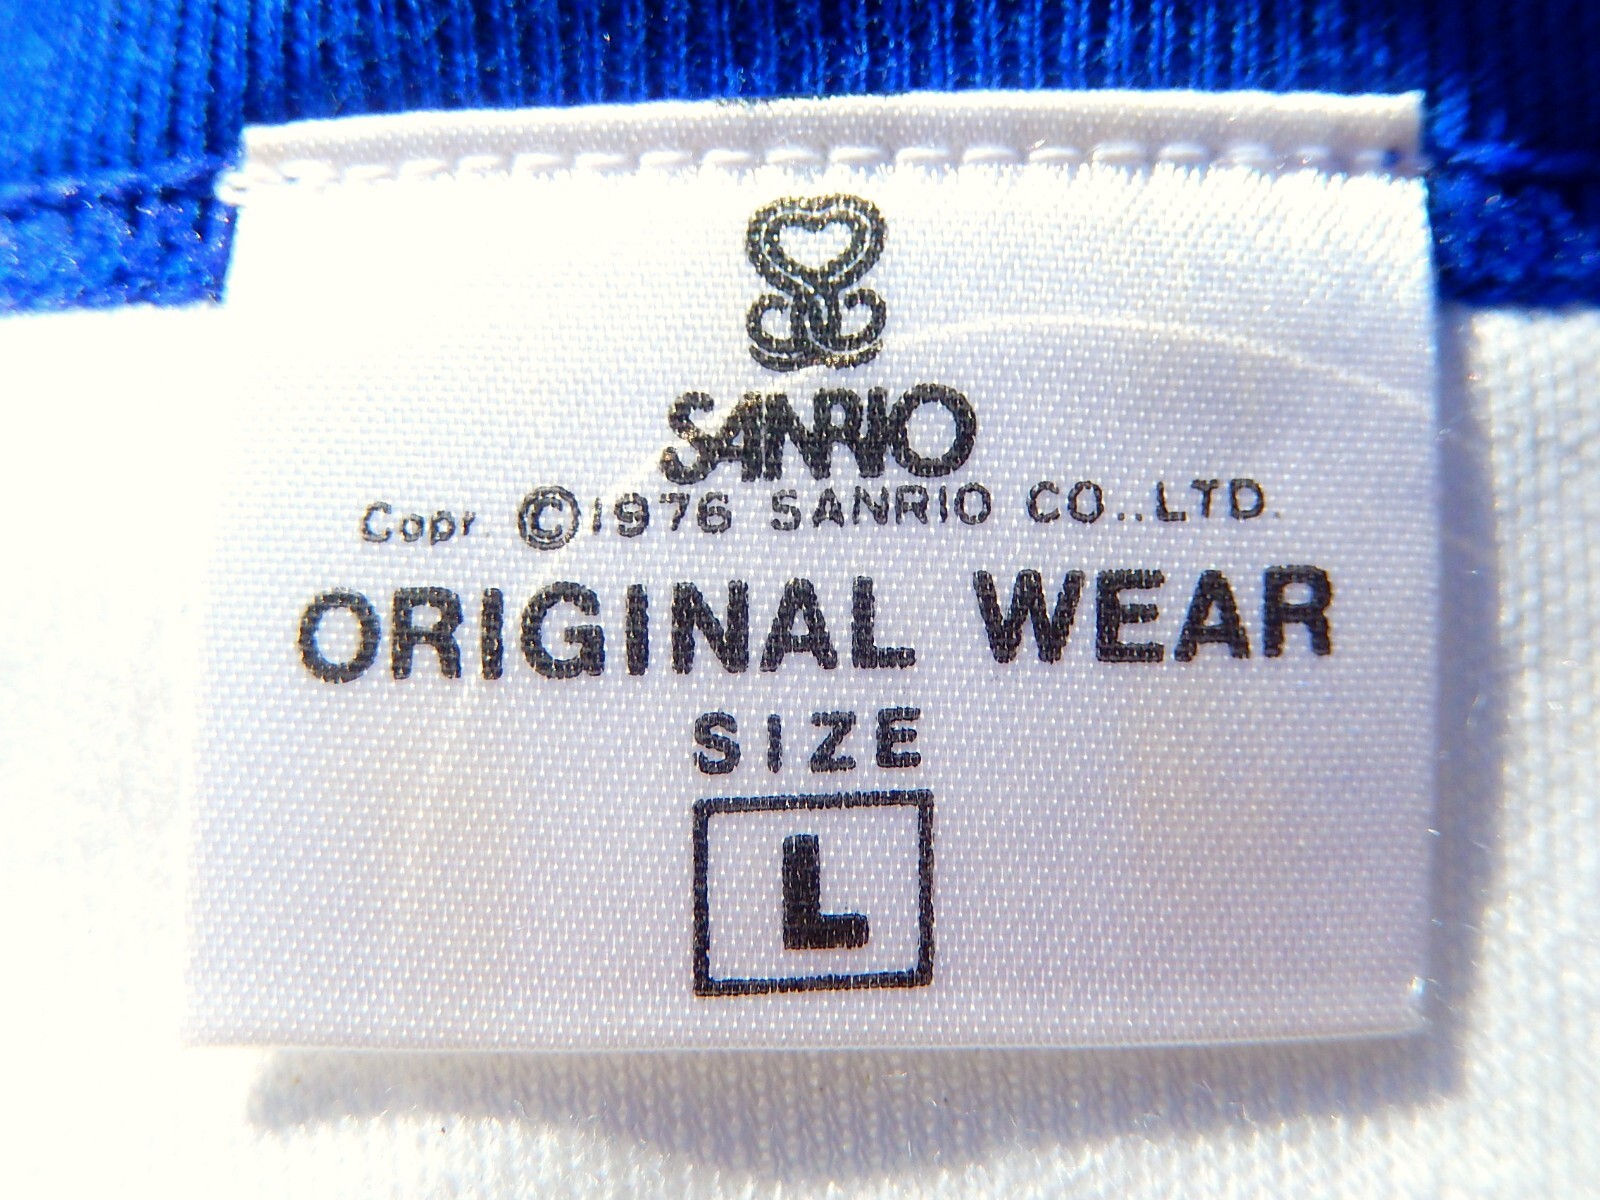 SANRIO
Copr. ©1976 SANRIO CO.,LTD.
ORIGINAL WEAR
SIZE
L